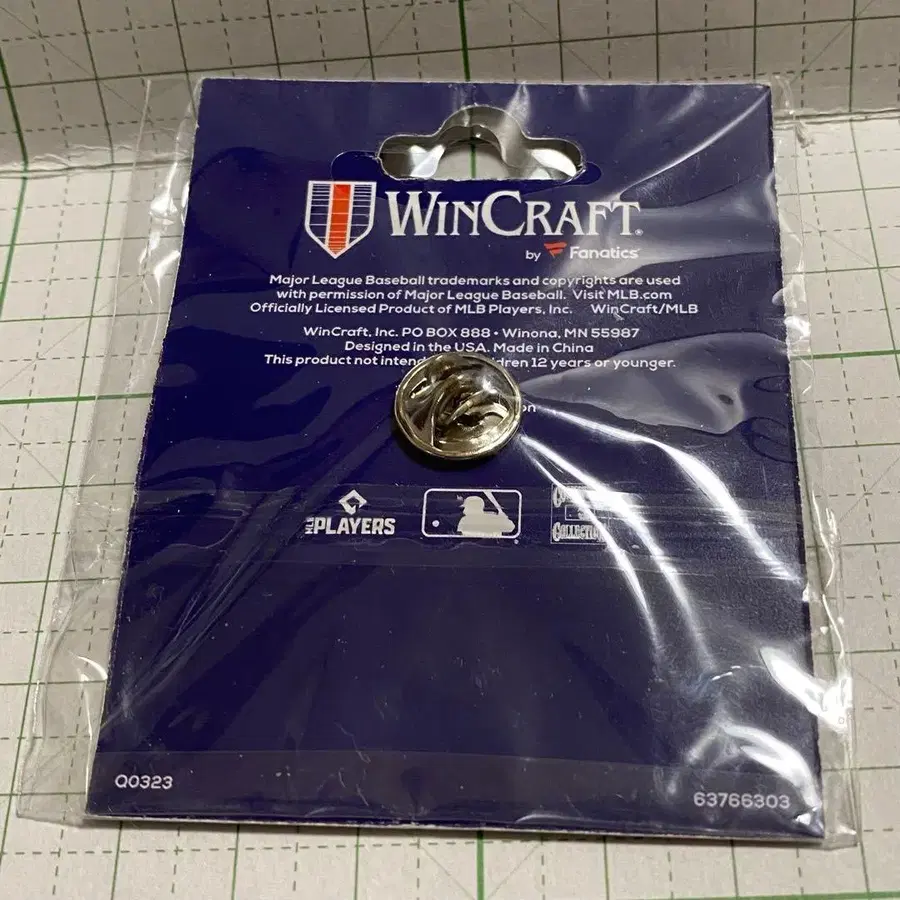 WINCRAFT.
by Fanatics
Major League Baseball trademarks and copyrights are used
with permission of Major League Baseball. Visit MLB.com
Officially Licensed Product of MLB Players, Inc. WinCraft/MLB
WinCraft, Inc. PO BOX 888 • Winona, MN 55987
Designed in the USA. Made in China
This product not 12 years or younger.
MLB PLAYERS
Q0323
63766303